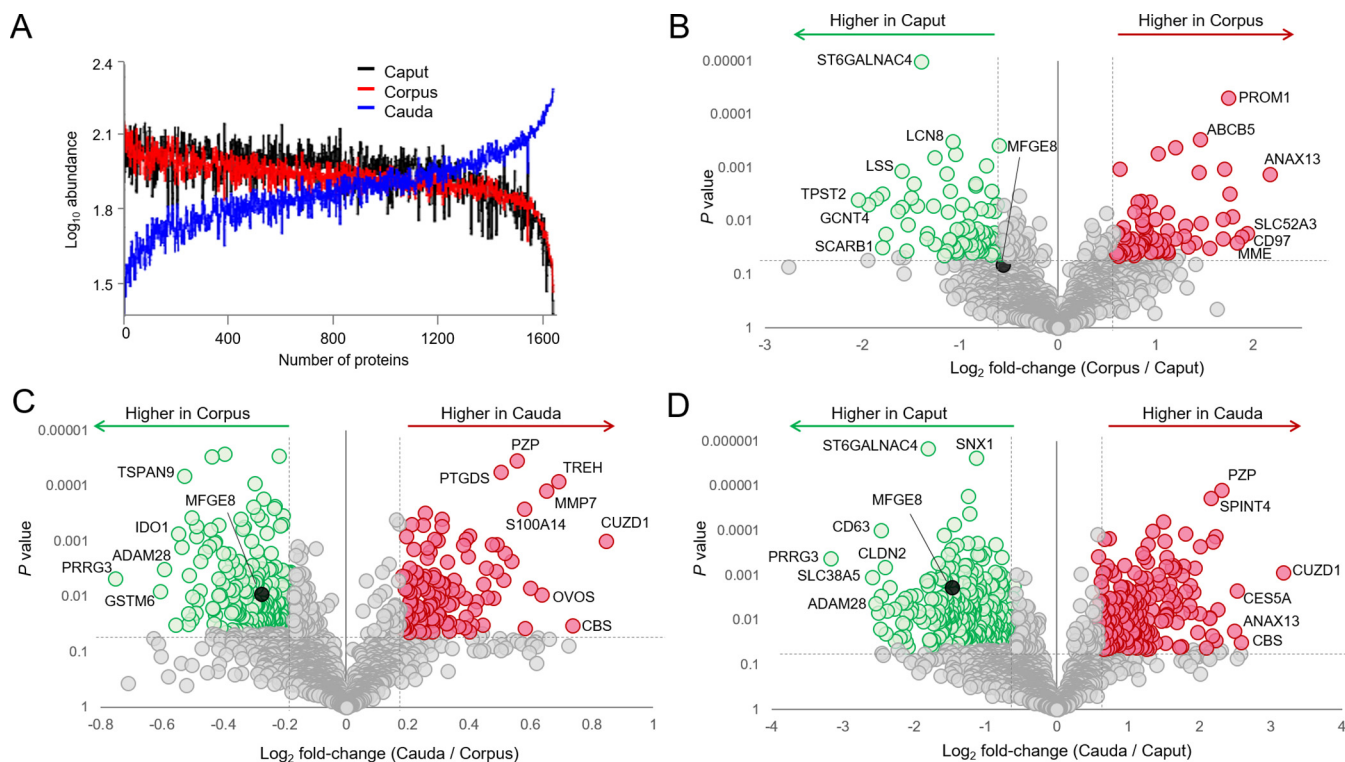 A
2.4
2.1
1.8
1.5
Log10 abundance
Caput
Corpus
Cauda
0
400
800
1200
1600
Number of proteins
B
Higher in Caput
Higher in Corpus
0.00001
0.0001
0.001
0.01
0.1
1
P value
ST6GALNAC4
PROM1
LCN8
MFGE8
ABCB5
LSS
ANAX13
TPST2
GCNT4
SLC52A3
SCARB1
CD97
MME
-3
-2
-1
0
1
2
Log2 fold-change (Corpus / Caput)
C
Higher in Corpus
Higher in Cauda
0.00001
0.0001
0.001
0.01
0.1
1
P value
PZP
TSPAN9
PTGDS
TREH
MFGE8
MMP7
IDO1
S100A14
CUZD1
ADAM28
PRRG3
GSTM6
OVOS
CBS
-0.8
-0.6
-0.4
-0.2
0
0.2
0.4
0.6
0.8
1
Log2 fold-change (Cauda / Corpus)
D
Higher in Caput
Higher in Cauda
0.000001
0.00001
0.0001
0.001
0.01
0.1
1
P value
ST6GALNAC4
SNX1
PZP
MFGE8
SPINT4
CD63
PRRG3
CLDN2
SLC38A5
CUZD1
ADAM28
CES5A
ANAX13
CBS
-4
-3
-2
-1
0
1
2
3
4
Log2 fold-change (Cauda / Caput)